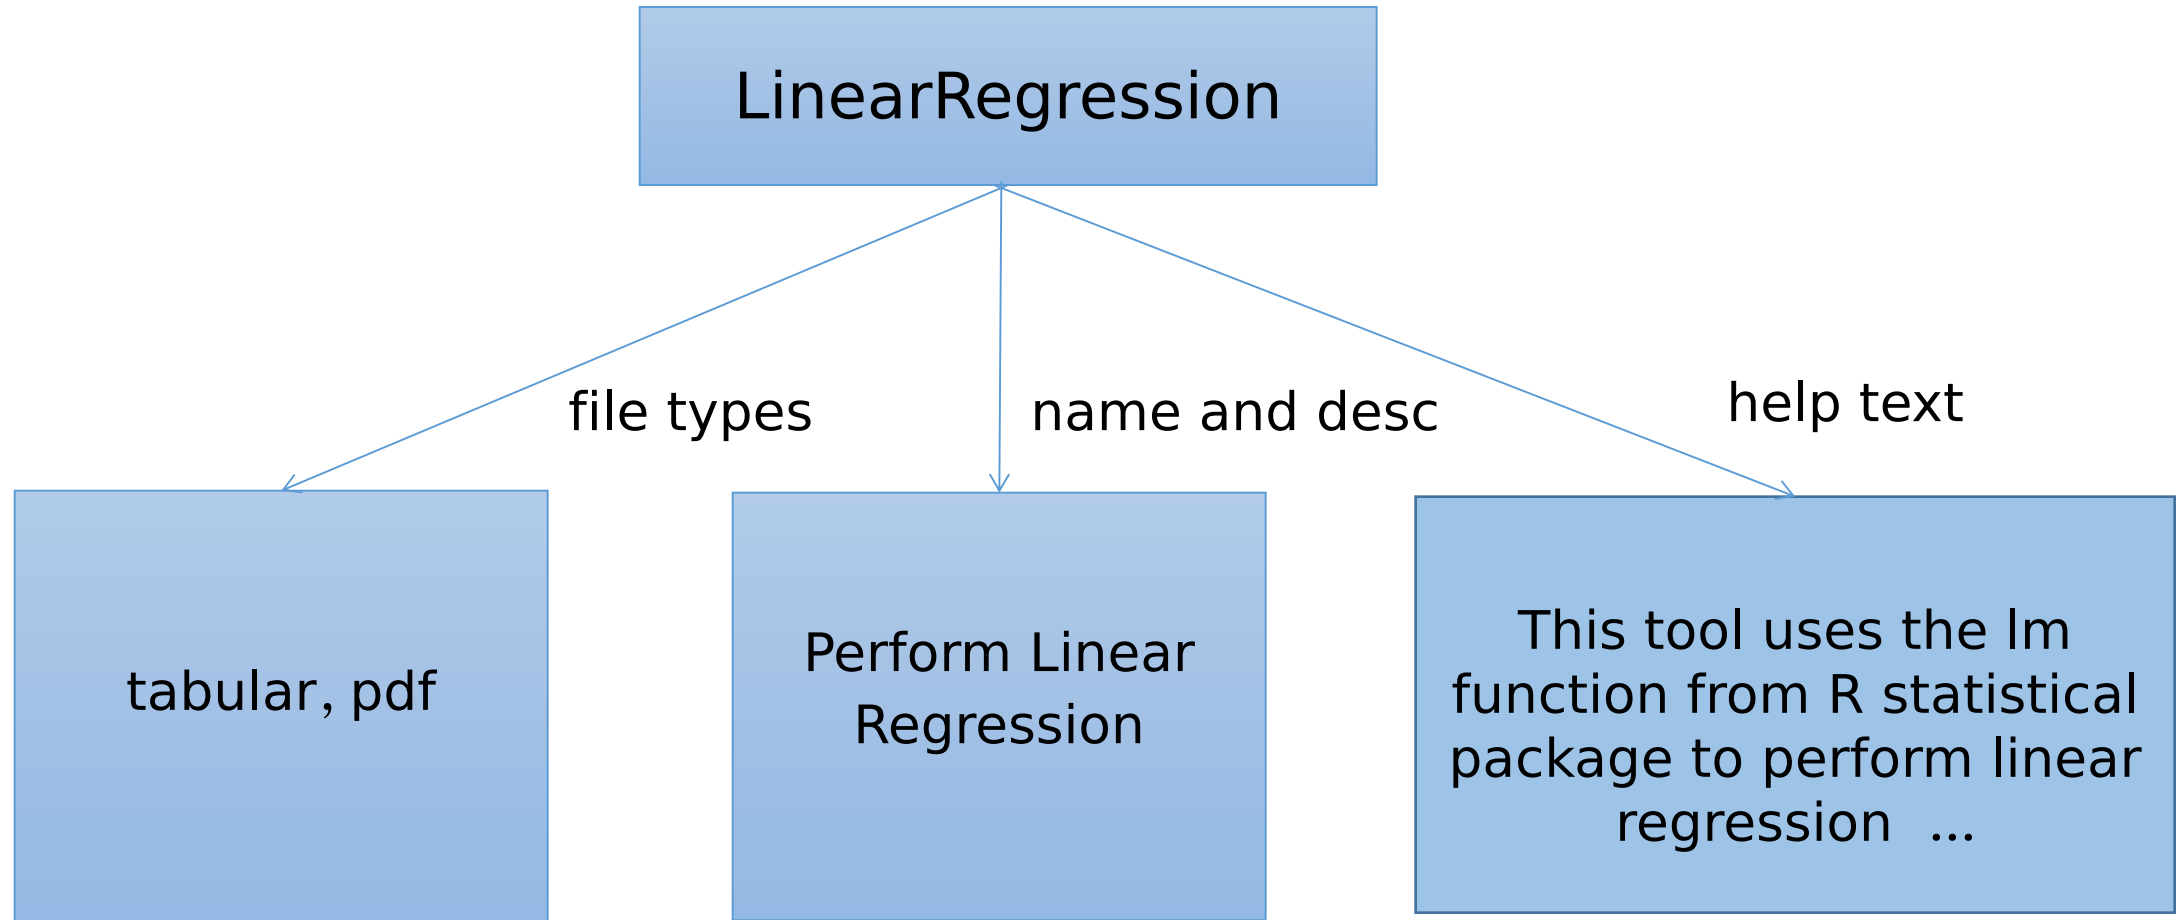 LinearRegression
file types
name and desc
help text
tabular, pdf
Perform Linear
Regression
This tool uses the lm
function from R statistical
package to perform linear
regression  ...